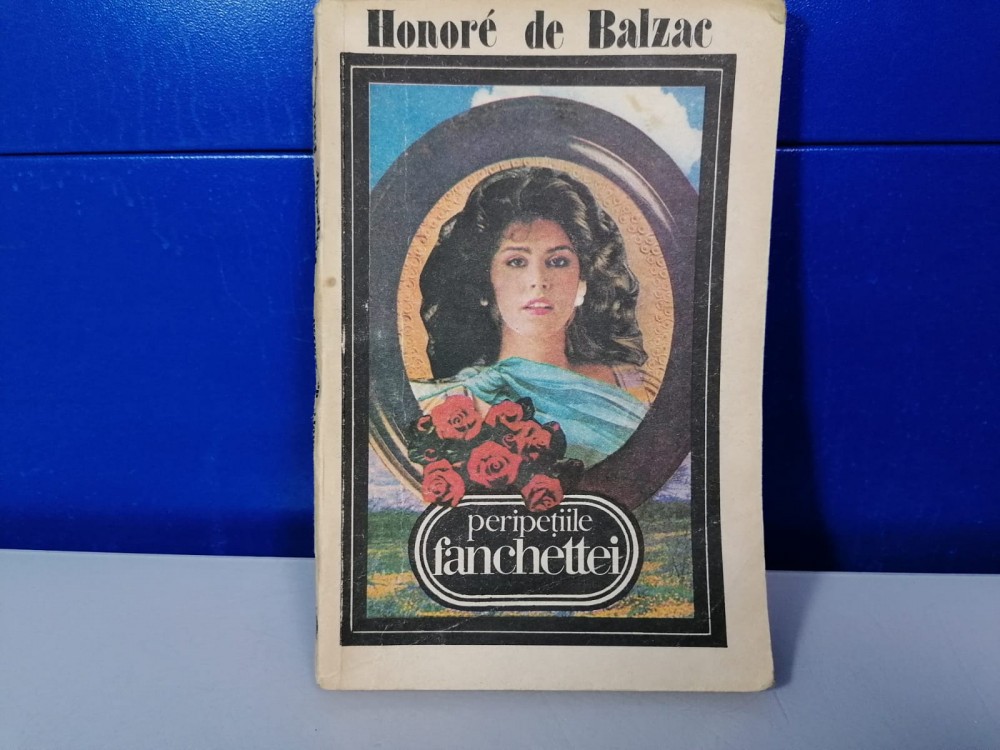 Honoré de Balzac
peripețiile
fanchettei